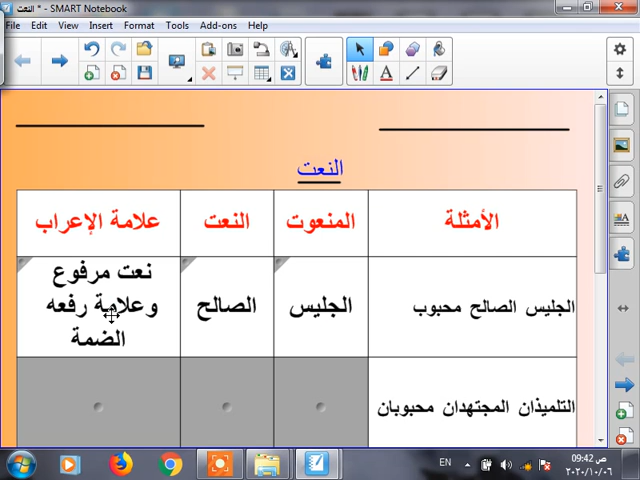 النعت * - SMART Notebook
File Edit View Insert Format Tools Add-ons Help
النعت
الأمثلة المنعوت النعت علامة الإعراب
الجليس الصالح محبوب الجليس الصالح نعت مرفوع
وعلامة رفعه
الضمة
التلميذان المجتهدان محبوبان
EN
09:42 ص
٢٠٢٠/١٠/٠٦